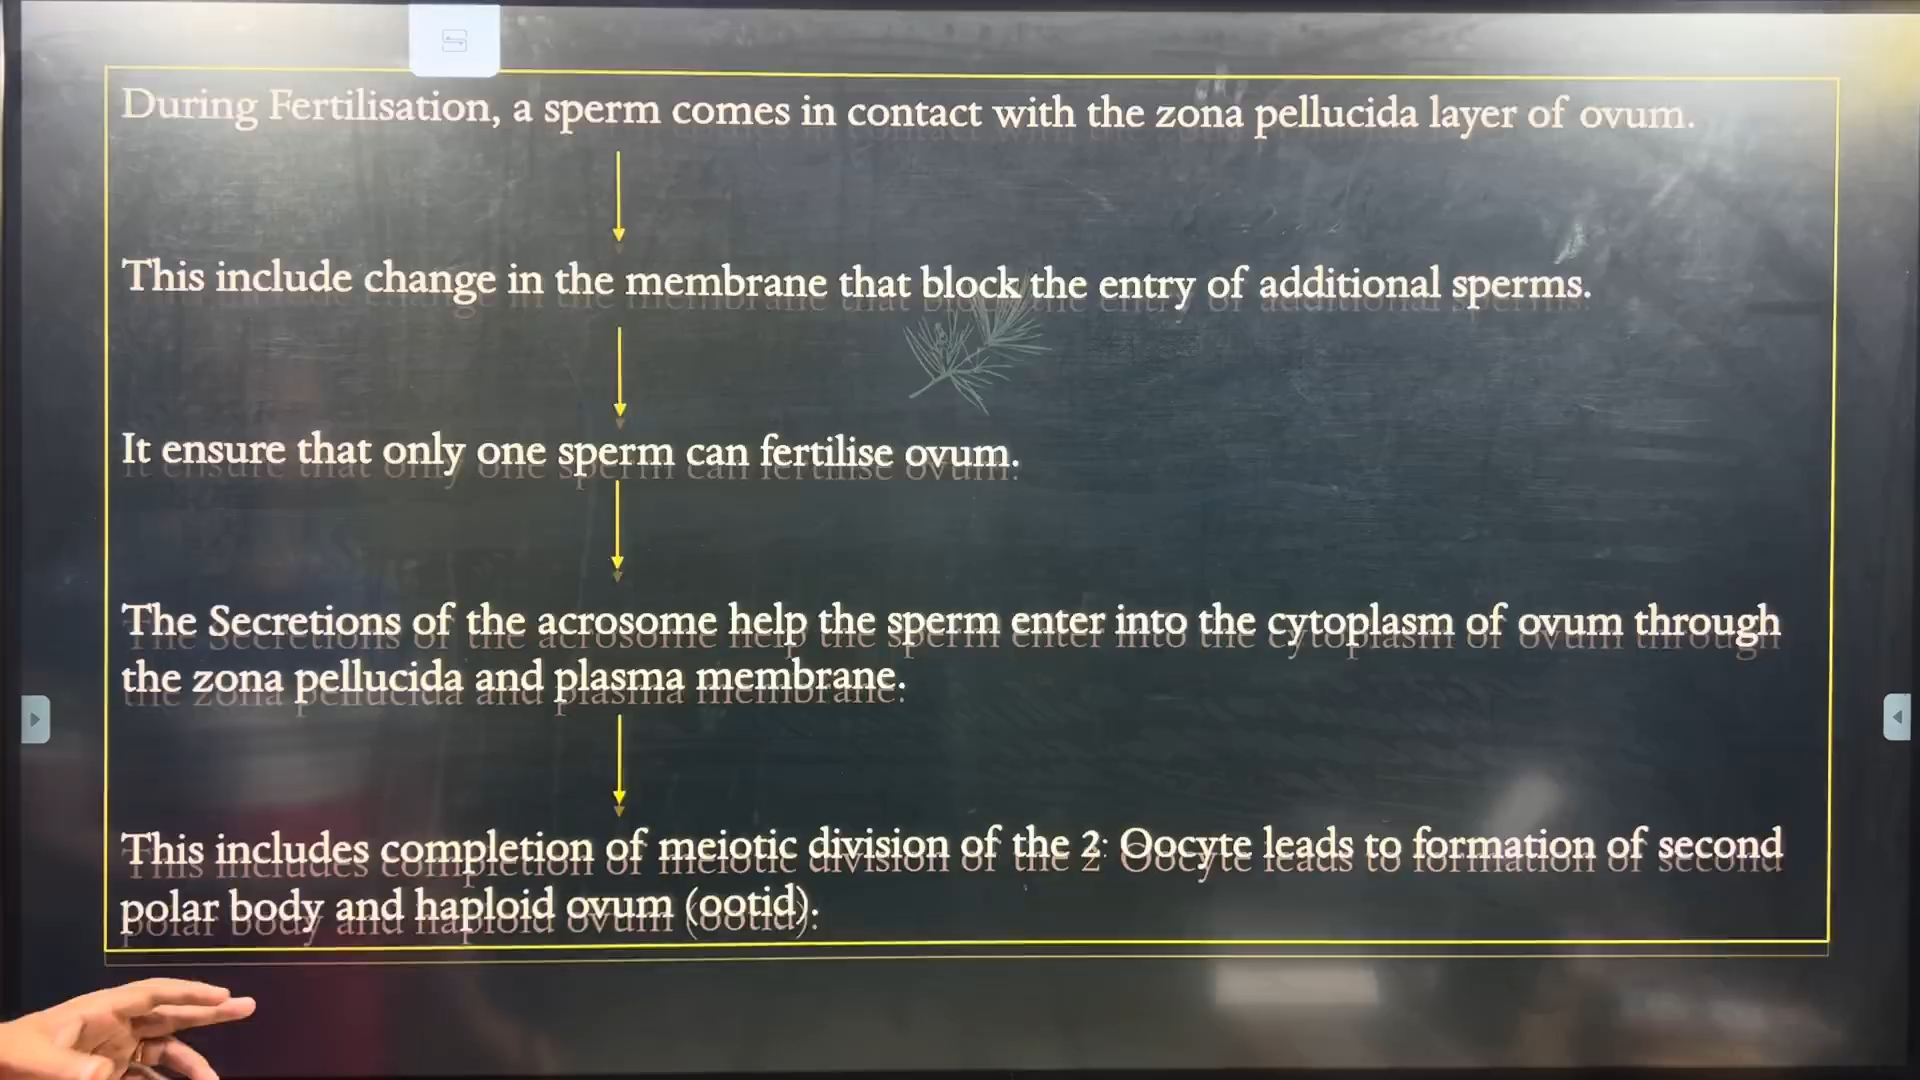 During Fertilisation, a sperm comes in contact with the zona pellucida layer of ovum.
This include change in the membrane that block the entry of additional sperms.
It ensure that only one sperm can fertilise ovum.
The Secretions of the acrosome help the sperm enter into the cytoplasm of ovum through
the zona pellucida and plasma membrane.
This includes completion of meiotic division of the 2: Oocyte leads to formation of second
polar body and haploid ovum (ootid).